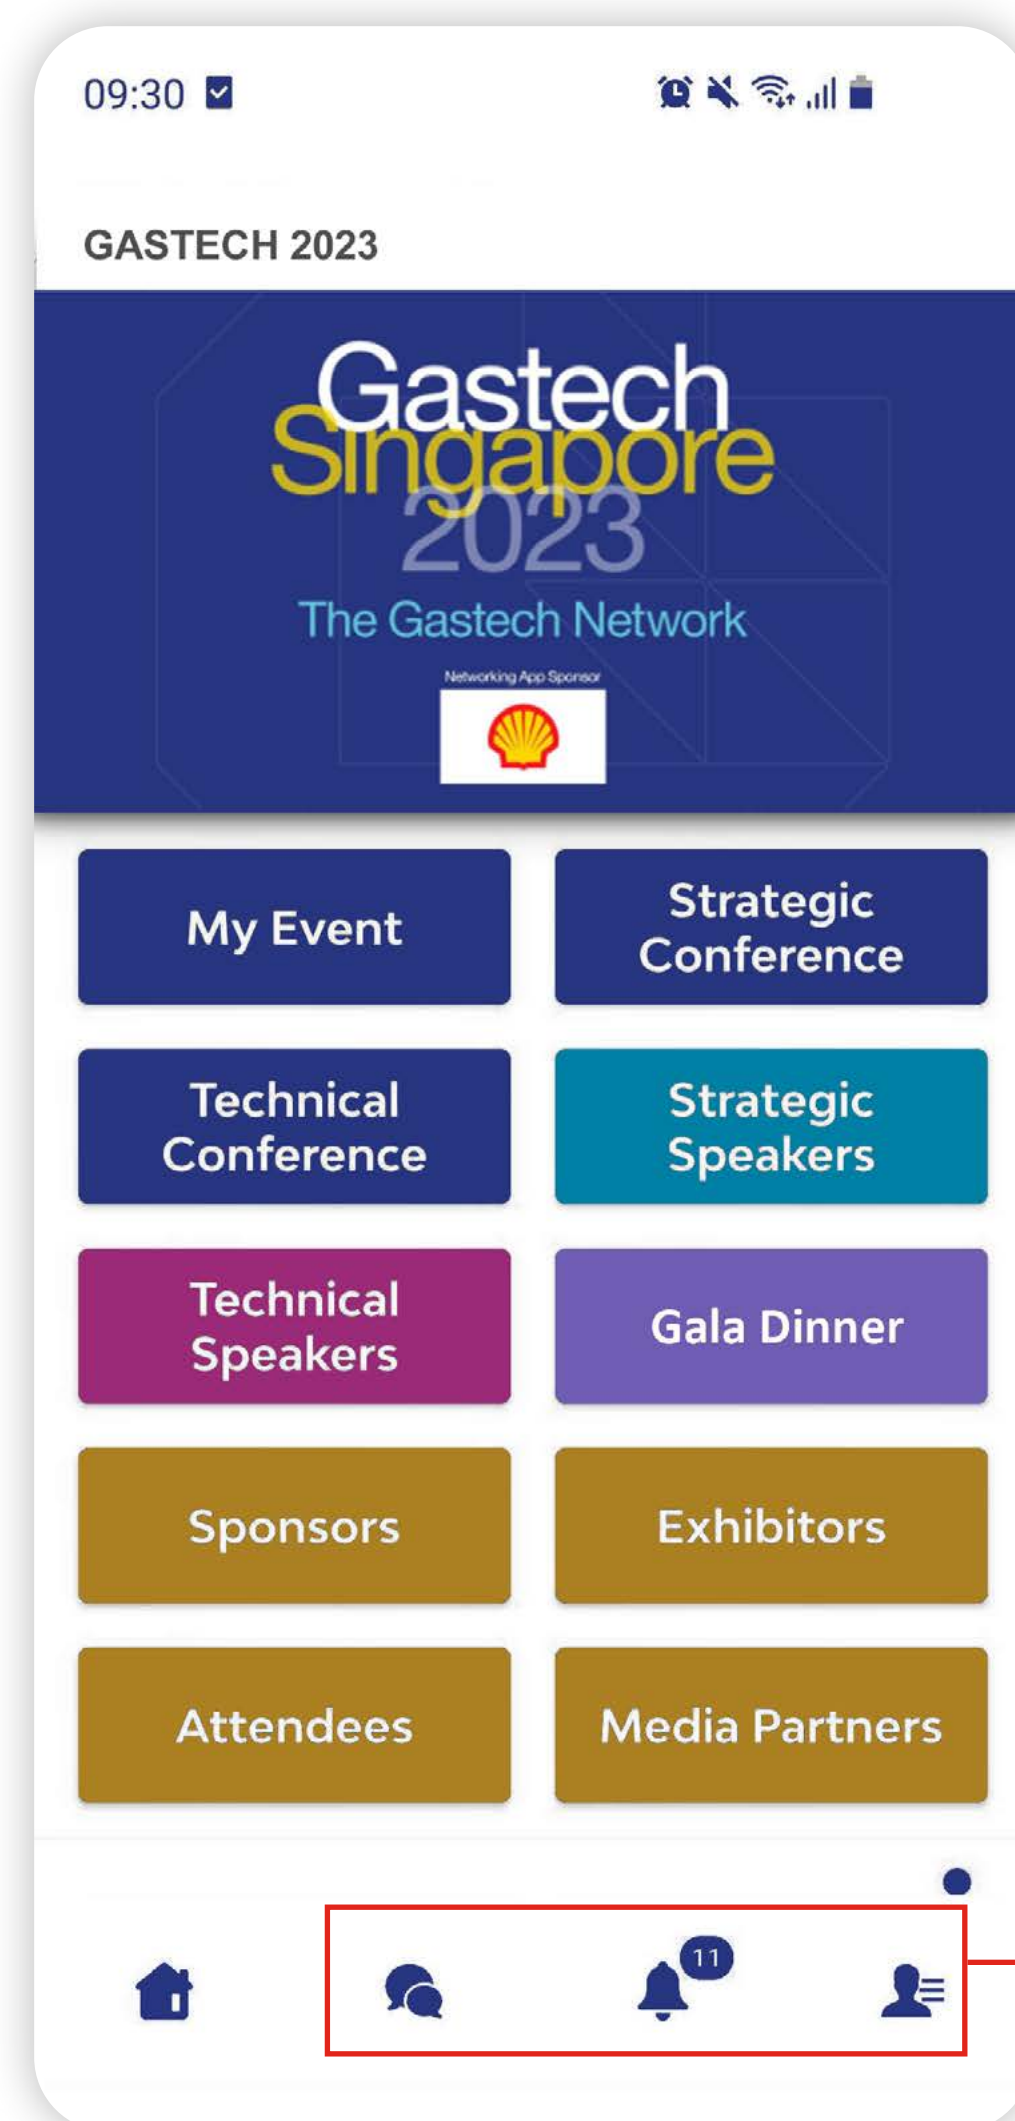 09:30
GASTECH 2023
Gastech
Singapore
2023
The Gastech Network
Networking App Sponsor
My Event
Strategic
Conference
Technical
Conference
Strategic
Speakers
Technical
Speakers
Gala Dinner
Sponsors
Exhibitors
Attendees
Media Partners
11